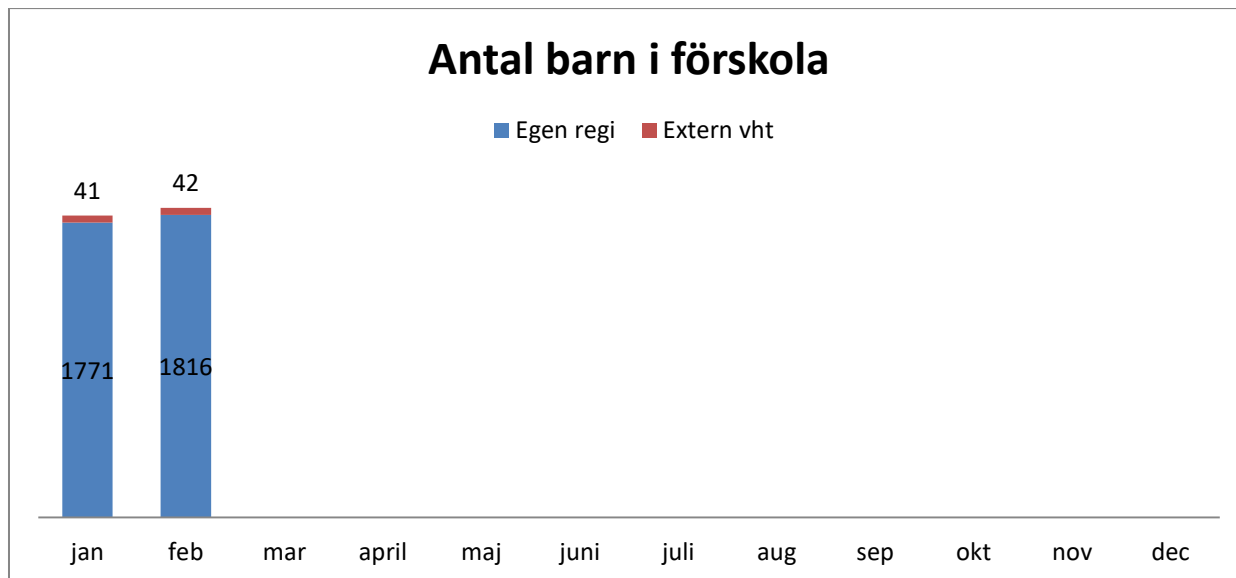 Antal barn i förskola
Egen regi Extern vht
41 42
1771 1816
jan feb mar april maj juni juli aug sep okt nov dec